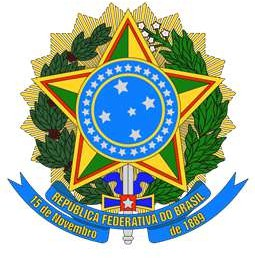 REPÚBLICA FEDERATIVA DO BRASIL
15 de Novembro
de 1889